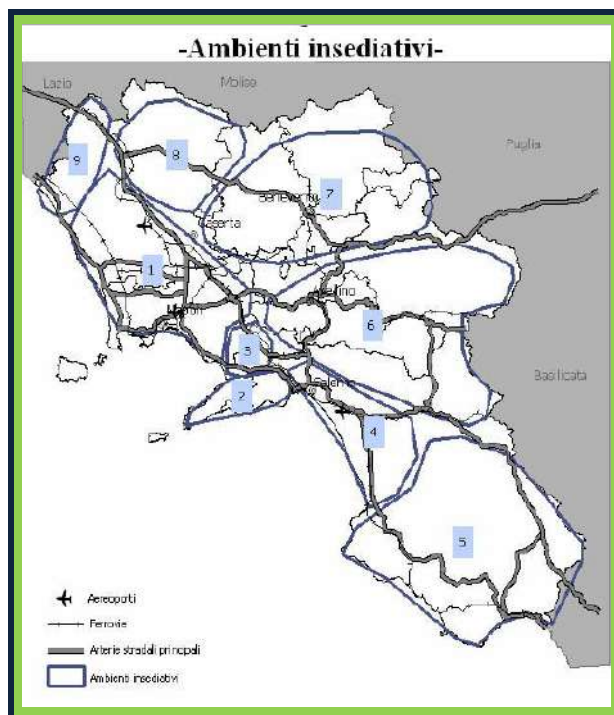 -Ambienti insediativi-
Lazio
Molise
Puglia
9
8
7
Benevento
Caserta
1
Napoli
Avellino
6
3
Basilicata
2
Salerno
4
5
Aereoporti
Ferrovie
Arterie stradali principali
Ambienti insediativi